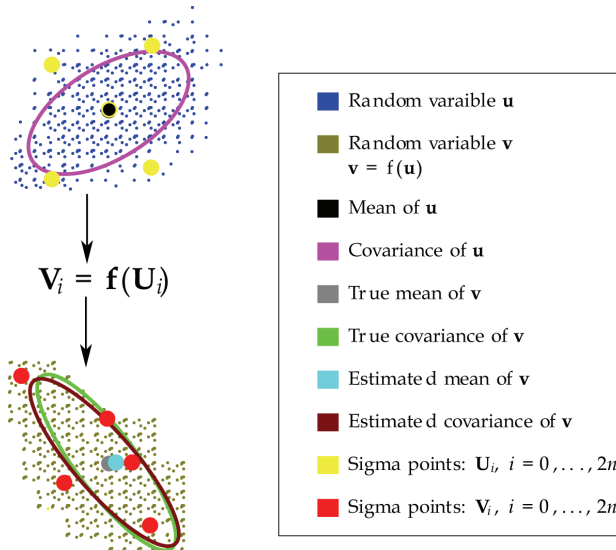 V_i = f(U_i)
Random varaible u
Random variable v
v = f(u)
Mean of u
Covariance of u
True mean of v
True covariance of v
Estimated mean of v
Estimated covariance of v
Sigma points: U_i, i = 0, . . . , 2n
Sigma points: V_i, i = 0, . . . , 2n